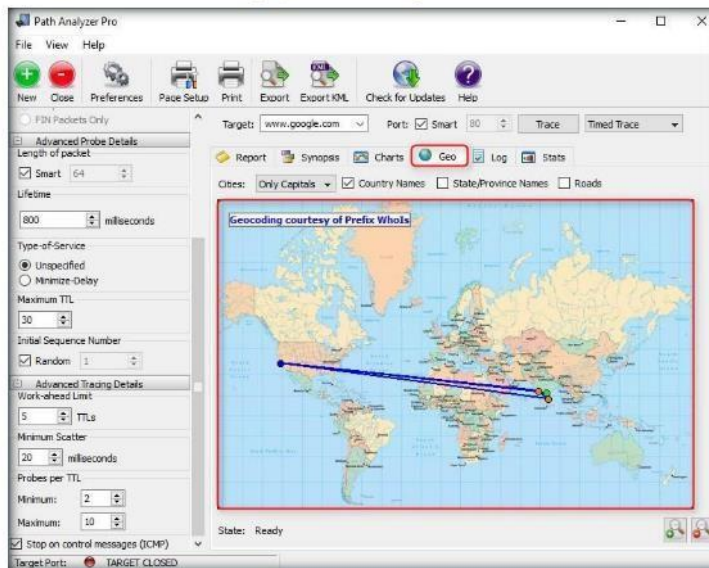 Path Analyzer Pro
File View Help
New Close Preferences Page Setup Print Export Export KML Check for Updates Help
FIN Packets Only
Advanced Probe Details
Length of packet
Smart 64
Lifetime
800 milliseconds
Type-of-Service
Unspecified
Minimize-Delay
Maximum TTL
30
Initial Sequence Number
Random 1
Advanced Tracing Details
Work-ahead Limit
5 TTLs
Minimum Scatter
20 milliseconds
Probes per TTL
Minimum: 2
Maximum: 10
Stop on control messages (ICMP)
Target Port: TARGET CLOSED
Target: www.google.com Port: Smart 80 Trace Timed Trace
Report Synopsis Charts Geo Log Stats
Cities: Only Capitals Country Names State/Province Names Roads
Geocoding courtesy of Prefix WhoIs
State: Ready